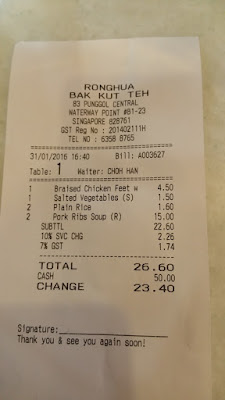 RONGHUA
BAK KUT TEH
83 PUNGGOL CENTRAL
WATERWAY POINT #B1-23
SINGAPORE 828761
GST Reg No : 201402111H
TEL NO : 6358 8765
31/01/2016 16:40 Bill: A003627
Table: 1 Waiter: CHOH HAN
1 Braised Chicken Feet w 4.50
1 Salted Vegetables (S) 1.50
2 Plain Rice 1.60
2 Pork Ribs Soup (R) 15.00
SUBTTL 22.60
10% SVC CHG 2.26
7% GST 1.74
TOTAL 26.60
CASH 50.00
CHANGE 23.40
Signature:
Thank you & see you again soon!